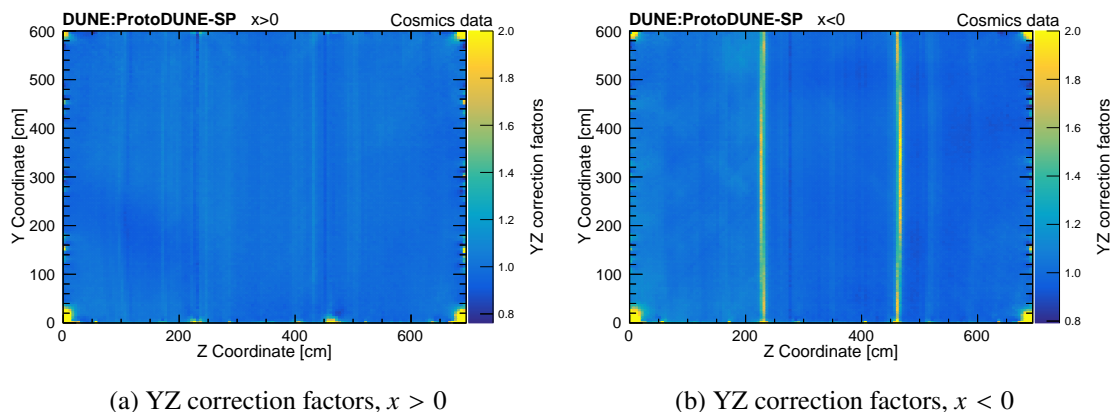 DUNE:ProtoDUNE-SP x>0 Cosmics data
600
500
400
300
200
100
0
Y Coordinate [cm]
0 200 400 600
Z Coordinate [cm]
2.0
1.8
1.6
1.4
1.2
1.0
0.8
YZ correction factors
(a) YZ correction factors, x > 0
DUNE:ProtoDUNE-SP x<0 Cosmics data
600
500
400
300
200
100
0
Y Coordinate [cm]
0 200 400 600
Z Coordinate [cm]
2.0
1.8
1.6
1.4
1.2
1.0
0.8
YZ correction factors
(b) YZ correction factors, x < 0